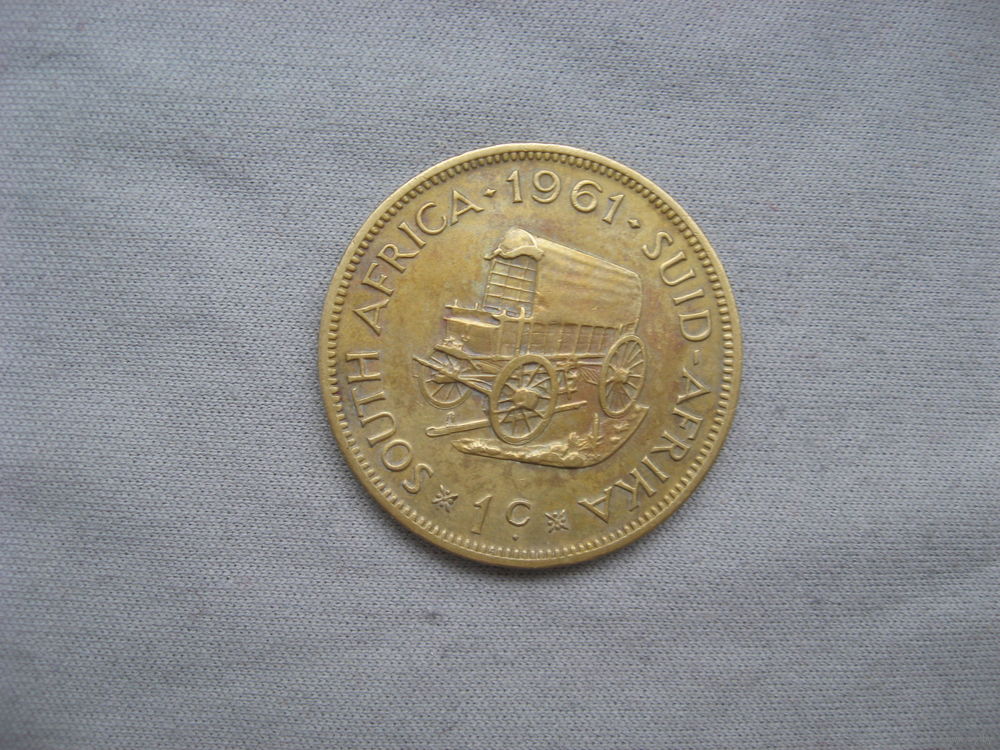 SOUTH AFRICA · 1961 · SUID-AFRIKA
1C